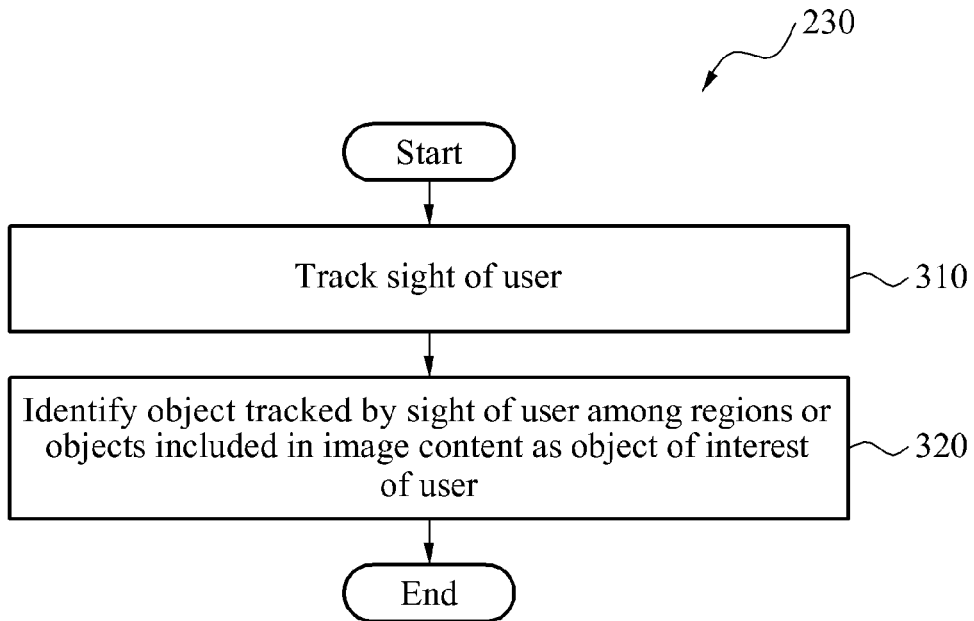 230
Start
Track sight of user
310
Identify object tracked by sight of user among regions or
objects included in image content as object of interest
of user
320
End